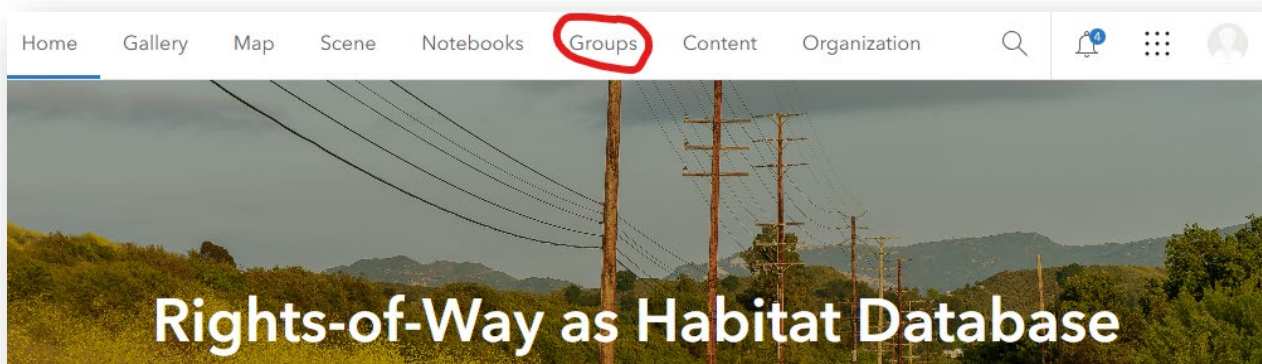 Home Gallery Map Scene Notebooks Groups Content Organization 4
Rights-of-Way as Habitat Database